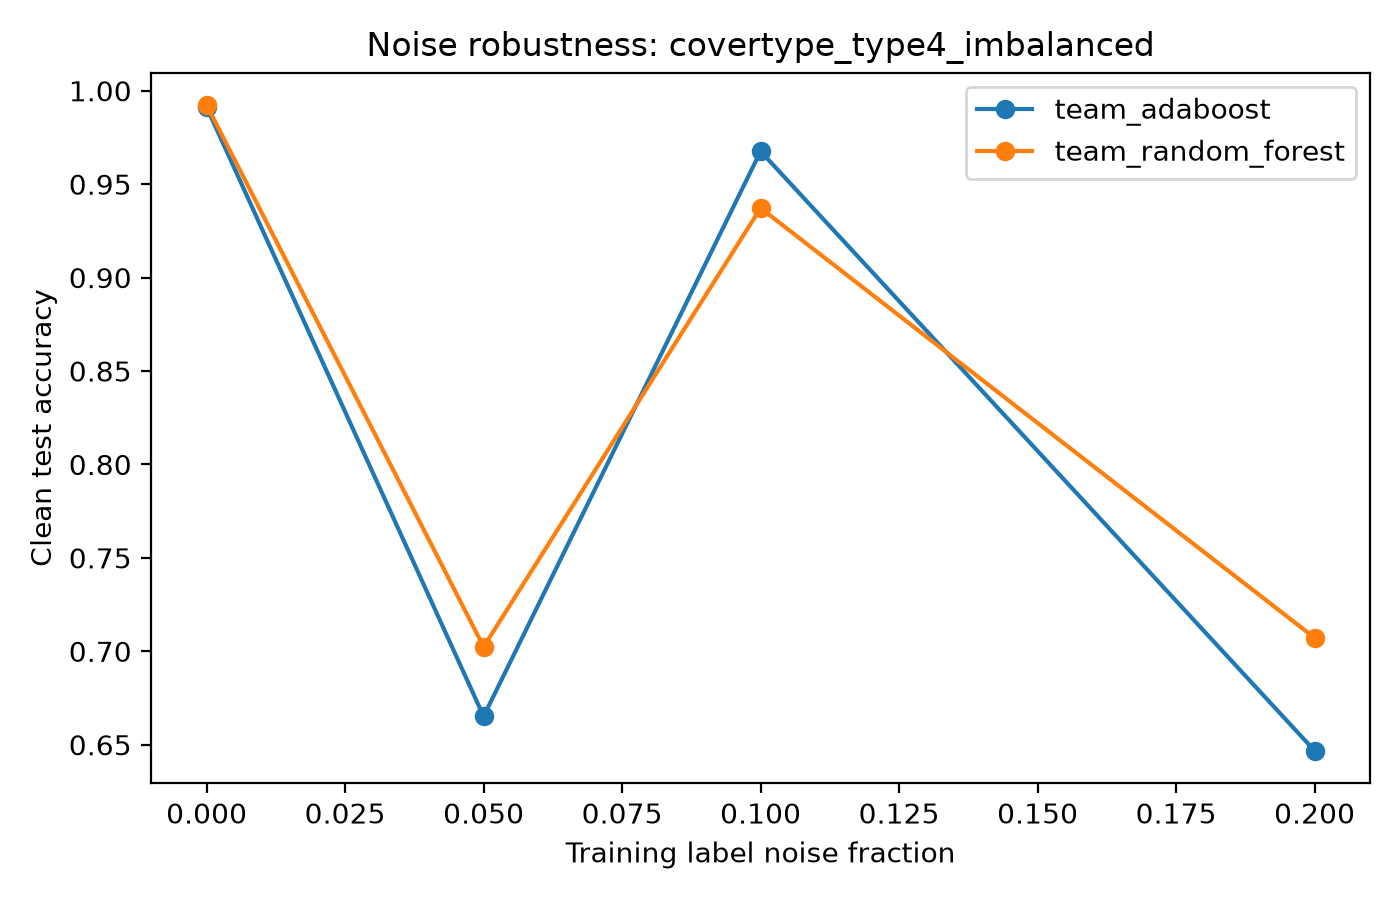 Noise robustness: covertype_type4_imbalanced
team_adaboost
team_random_forest
Clean test accuracy
1.00
0.95
0.90
0.85
0.80
0.75
0.70
0.65
0.000 0.025 0.050 0.075 0.100 0.125 0.150 0.175 0.200
Training label noise fraction